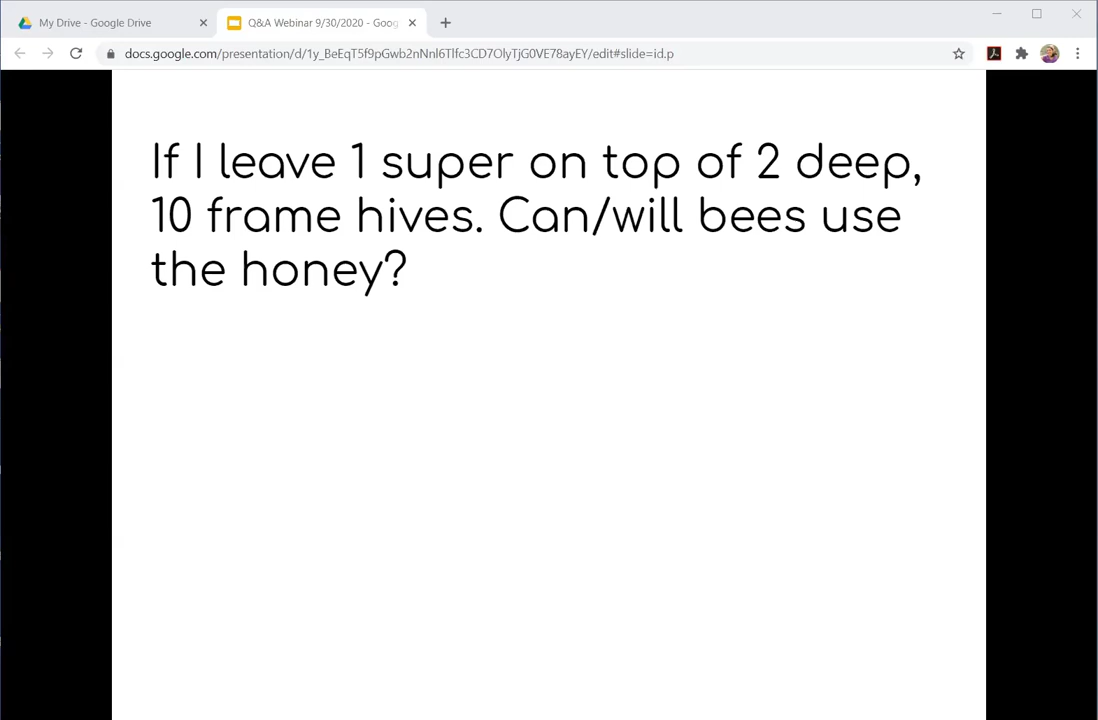 My Drive - Google Drive
Q&A Webinar 9/30/2020 - Goog
docs.google.com/presentation/d/1y_BeEqT5f9pGwb2nNnl6Tlfc3CD7OlyTjG0VE78ayEY/edit#slide=id.p
If I leave 1 super on top of 2 deep,
10 frame hives. Can/will bees use
the honey?